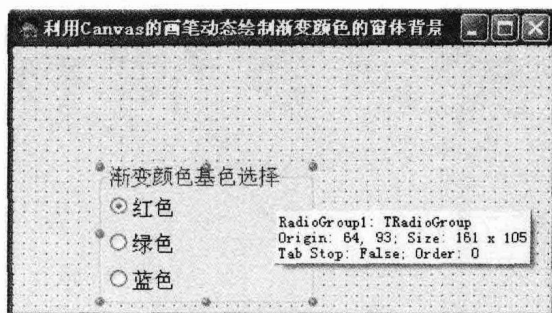 利用Canvas的画笔动态绘制渐变颜色的窗体背景
渐变颜色基色选择
红色
绿色
蓝色
RadioGroup1: TRadioGroup
Origin: 64, 93; Size: 161 x 105
Tab Stop: False; Order: 0